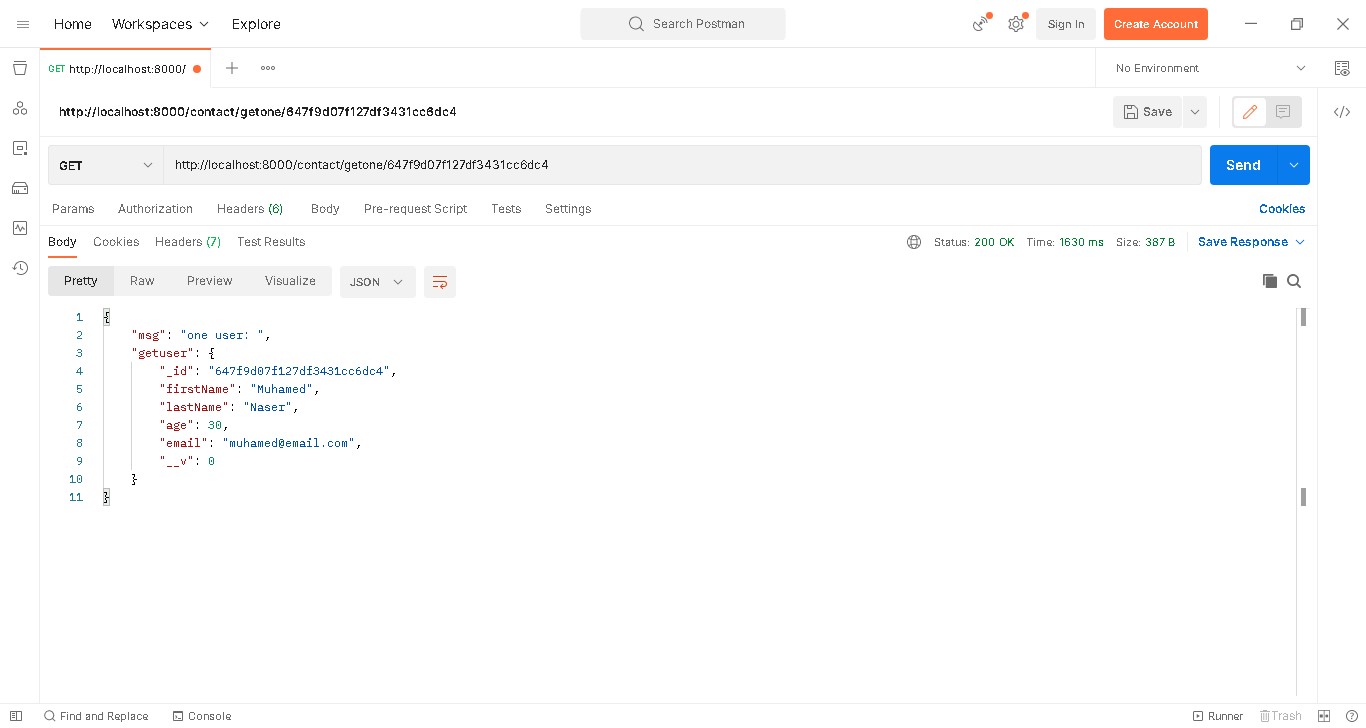 Home Workspaces Explore Search Postman Sign In Create Account
GET http://localhost:8000/ No Environment
http://localhost:8000/contact/getone/647f9d07f127df3431cc6dc4 Save
GET http://localhost:8000/contact/getone/647f9d07f127df3431cc6dc4 Send
Params Authorization Headers (6) Body Pre-request Script Tests Settings Cookies
Body Cookies Headers (7) Test Results Status: 200 OK Time: 1630 ms Size: 387 B Save Response
Pretty Raw Preview Visualize JSON
1 {
2 "msg": "one user: ",
3 "getuser": {
4 "_id": "647f9d07f127df3431cc6dc4",
5 "firstName": "Muhamed",
6 "lastName": "Naser",
7 "age": 30,
8 "email": "muhamed@email.com",
9 "__v": 0
10 }
11 }
Find and Replace Console Runner Trash